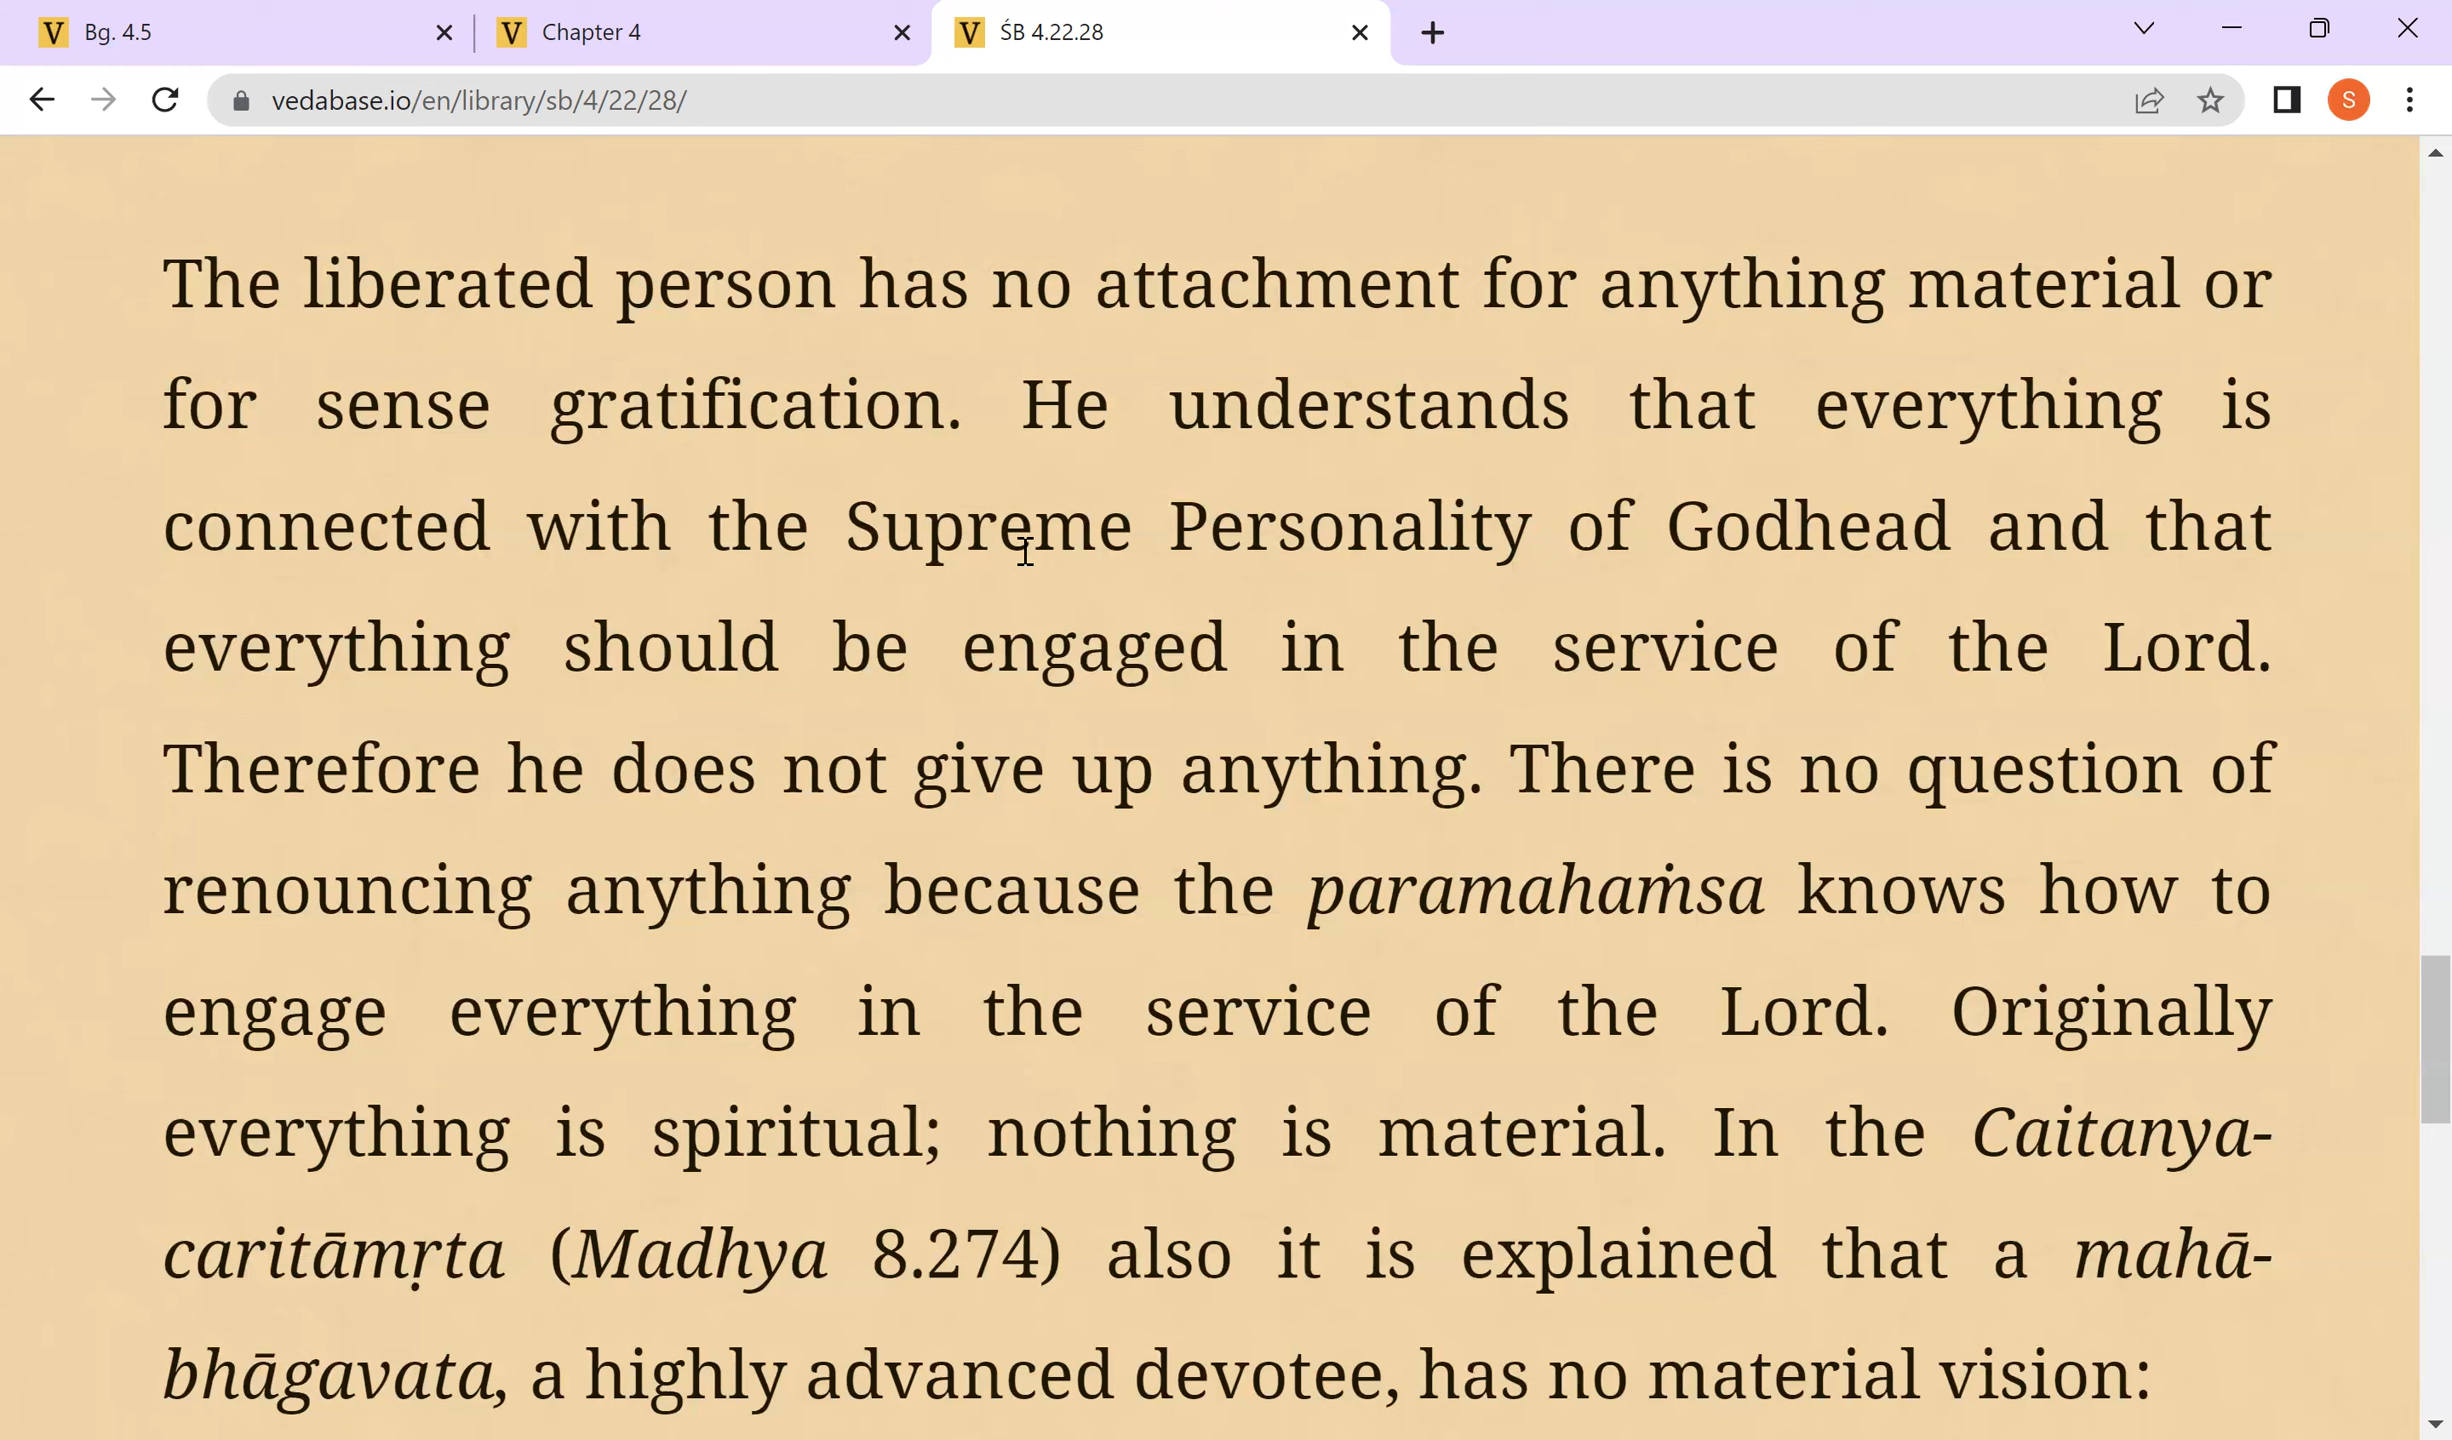 Bg. 4.5
Chapter 4
ŚB 4.22.28
vedabase.io/en/library/sb/4/22/28/
S
The liberated person has no attachment for anything material or
for sense gratification. He understands that everything is
connected with the Supreme Personality of Godhead and that
everything should be engaged in the service of the Lord.
Therefore he does not give up anything. There is no question of
renouncing anything because the paramahaṁsa knows how to
engage everything in the service of the Lord. Originally
everything is spiritual; nothing is material. In the Caitanya-
caritāmṛta (Madhya 8.274) also it is explained that a mahā-
bhāgavata, a highly advanced devotee, has no material vision: